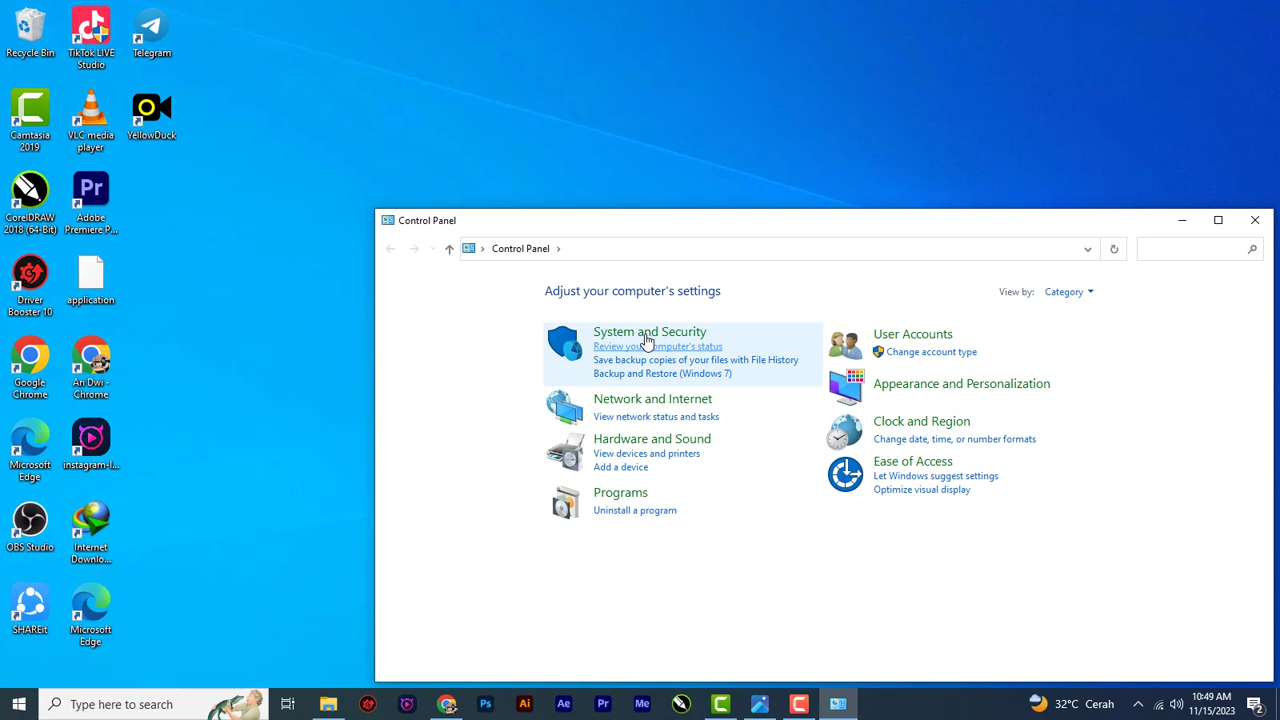 Recycle Bin
TikTok LIVE
Studio
Telegram
Camtasia
2019
VLC media
player
YellowDuck
CorelDRAW
2018 (64-Bit)
Adobe
Premiere P...
Driver
Booster 10
application
Google
Chrome
Ari Dwi -
Chrome
Microsoft
Edge
instagram-l...
OBS Studio
Internet
Downlo...
SHAREit
Microsoft
Edge
Control Panel
Control Panel
Adjust your computer's settings
View by: Category
System and Security
Review your computer's status
Save backup copies of your files with File History
Backup and Restore (Windows 7)
Network and Internet
View network status and tasks
Hardware and Sound
View devices and printers
Add a device
Programs
Uninstall a program
User Accounts
Change account type
Appearance and Personalization
Clock and Region
Change date, time, or number formats
Ease of Access
Let Windows suggest settings
Optimize visual display
Type here to search
Ps
Ai
Ae
Pr
Me
32°C Cerah
10:49 AM
11/15/2023
2